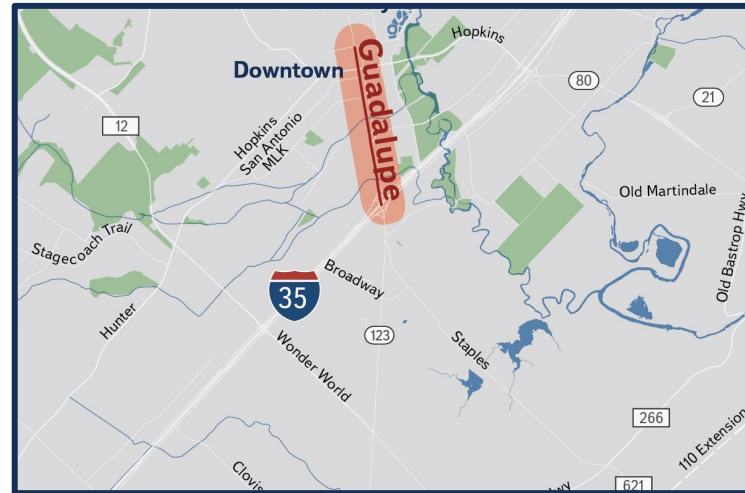 Hopkins
Guadalupe
Downtown
80
21
12
Hopkins
San Antonio
MLK
Old Martindale
Stagecoach Trail
Old Bastrop Hwy
Broadway
35
Hunter
123
Wonder World
Staples
266
110 Extension
Clovis
621